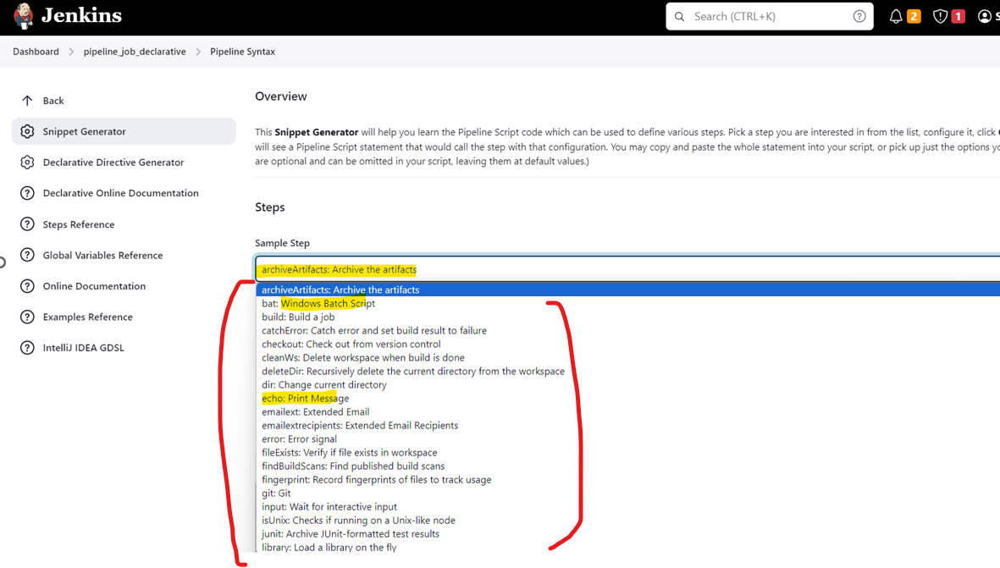 Jenkins
Search (CTRL+K)
?
2
1
Dashboard > pipeline_job_declarative > Pipeline Syntax
Back
Snippet Generator
Declarative Directive Generator
Declarative Online Documentation
Steps Reference
Global Variables Reference
Online Documentation
Examples Reference
IntelliJ IDEA GDSL
Overview
This Snippet Generator will help you learn the Pipeline Script code which can be used to define various steps. Pick a step you are interested in from the list, configure it, click
will see a Pipeline Script statement that would call the step with that configuration. You may copy and paste the whole statement into your script, or pick up just the options
are optional and can be omitted in your script, leaving them at default values.)
Steps
Sample Step
archiveArtifacts: Archive the artifacts
archiveArtifacts: Archive the artifacts
bat: Windows Batch Script
build: Build a job
catchError: Catch error and set build result to failure
checkout: Check out from version control
cleanWs: Delete workspace when build is done
deleteDir: Recursively delete the current directory from the workspace
dir: Change current directory
echo: Print Message
emailext: Extended Email
emailextrecipients: Extended Email Recipients
error: Error signal
fileExists: Verify if file exists in workspace
findBuildScans: Find published build scans
fingerprint: Record fingerprints of files to track usage
git: Git
input: Wait for interactive input
isUnix: Checks if running on a Unix-like node
junit: Archive JUnit-formatted test results
library: Load a library on the fly